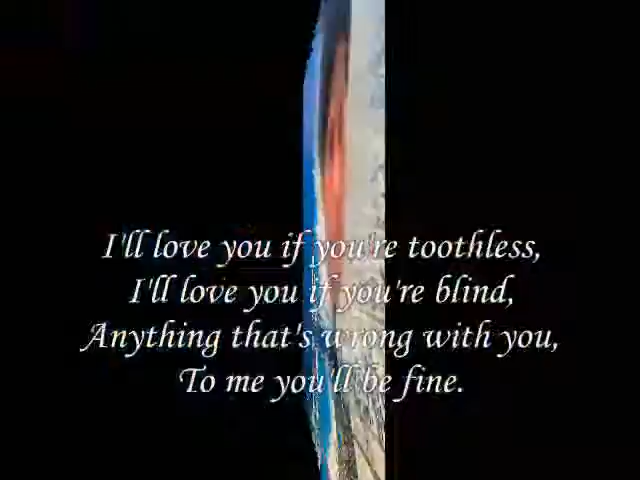 I'll love you if you're toothless,
I'll love you if you're blind,
Anything that's wrong with you,
To me you'll be fine.